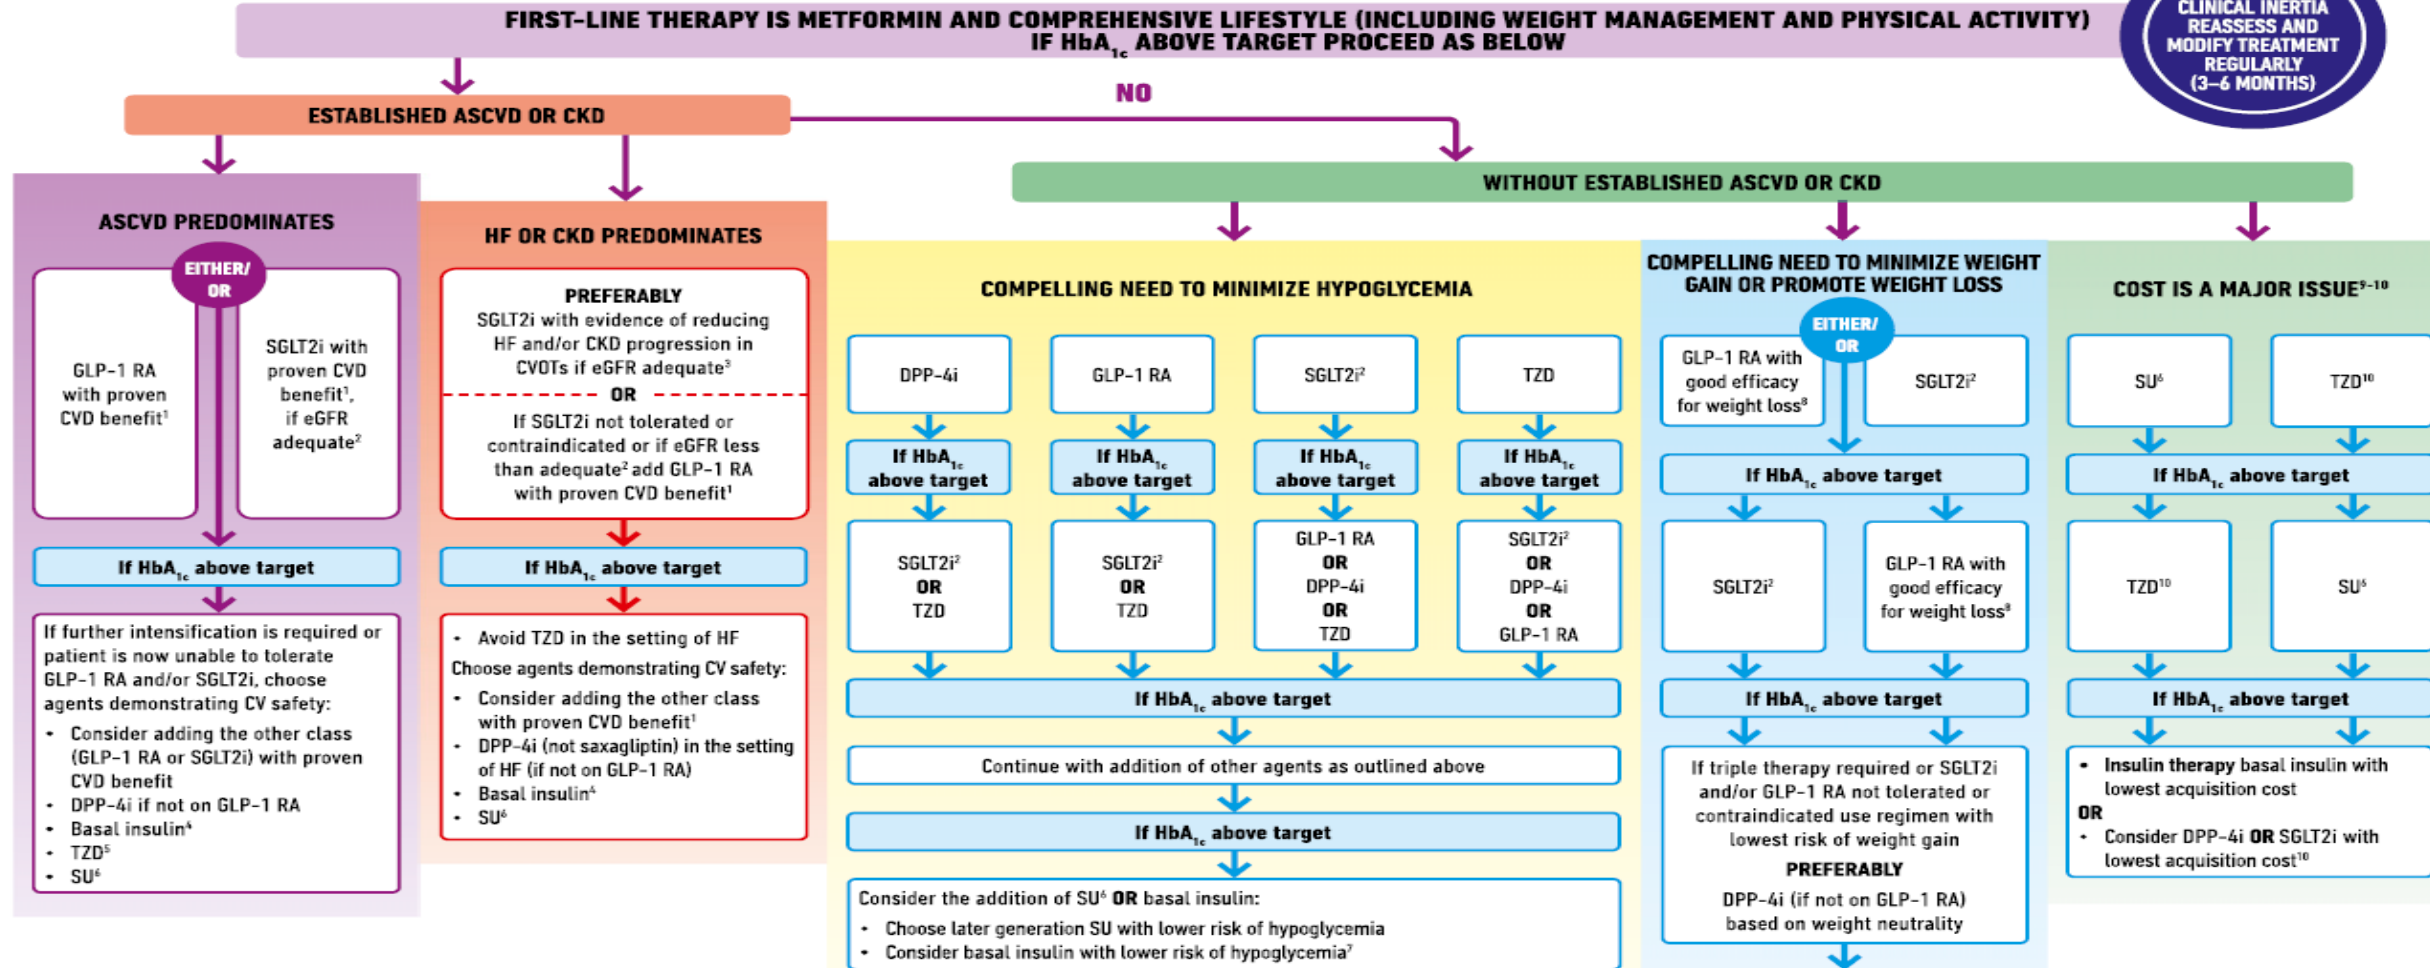 FIRST-LINE THERAPY IS METFORMIN AND COMPREHENSIVE LIFESTYLE (INCLUDING WEIGHT MANAGEMENT AND PHYSICAL ACTIVITY)
IF HbA1c ABOVE TARGET PROCEED AS BELOW
CLINICAL INERTIA
REASSESS AND
MODIFY TREATMENT
REGULARLY
(3–6 MONTHS)
NO
ESTABLISHED ASCVD OR CKD
WITHOUT ESTABLISHED ASCVD OR CKD
ASCVD PREDOMINATES
EITHER/
OR
GLP-1 RA
with proven
CVD benefit¹
SGLT2i with
proven CVD
benefit¹,
if eGFR
adequate²
If HbA1c above target
If further intensification is required or
patient is now unable to tolerate
GLP-1 RA and/or SGLT2i, choose
agents demonstrating CV safety:
• Consider adding the other class
(GLP-1 RA or SGLT2i) with proven
CVD benefit
• DPP-4i if not on GLP-1 RA
• Basal insulin⁴
• TZD⁵
• SU⁶
HF OR CKD PREDOMINATES
PREFERABLY
SGLT2i with evidence of reducing
HF and/or CKD progression in
CVOTs if eGFR adequate³
OR
If SGLT2i not tolerated or
contraindicated or if eGFR less
than adequate² add GLP-1 RA
with proven CVD benefit¹
If HbA1c above target
• Avoid TZD in the setting of HF
Choose agents demonstrating CV safety:
• Consider adding the other class
with proven CVD benefit¹
• DPP-4i (not saxagliptin) in the setting
of HF (if not on GLP-1 RA)
• Basal insulin⁴
• SU⁶
COMPELLING NEED TO MINIMIZE HYPOGLYCEMIA
DPP-4i
If HbA1c
above target
SGLT2i²
OR
TZD
GLP-1 RA
If HbA1c
above target
SGLT2i²
OR
TZD
SGLT2i²
If HbA1c
above target
GLP-1 RA
OR
DPP-4i
OR
TZD
TZD
If HbA1c
above target
SGLT2i²
OR
DPP-4i
OR
GLP-1 RA
If HbA1c above target
Continue with addition of other agents as outlined above
If HbA1c above target
Consider the addition of SU⁶ OR basal insulin:
• Choose later generation SU with lower risk of hypoglycemia
• Consider basal insulin with lower risk of hypoglycemia⁷
COMPELLING NEED TO MINIMIZE WEIGHT
GAIN OR PROMOTE WEIGHT LOSS
EITHER/
OR
GLP-1 RA with
good efficacy
for weight loss⁸
SGLT2i²
If HbA1c above target
SGLT2i²
GLP-1 RA with
good efficacy
for weight loss⁸
If HbA1c above target
If triple therapy required or SGLT2i
and/or GLP-1 RA not tolerated or
contraindicated use regimen with
lowest risk of weight gain
PREFERABLY
DPP-4i (if not on GLP-1 RA)
based on weight neutrality
COST IS A MAJOR ISSUE⁹⁻¹⁰
SU⁶
TZD¹⁰
If HbA1c above target
TZD¹⁰
SU⁶
If HbA1c above target
• Insulin therapy basal insulin with
lowest acquisition cost
OR
• Consider DPP-4i OR SGLT2i with
lowest acquisition cost¹⁰